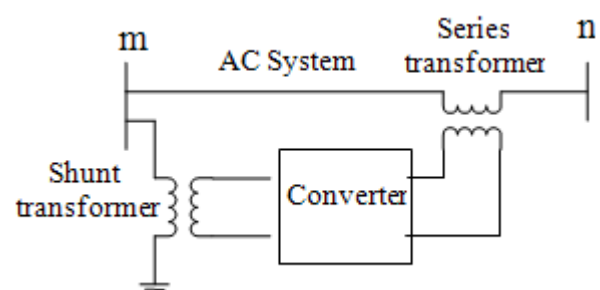 m
Series
n
AC System
transformer
Shunt
transformer
Converter